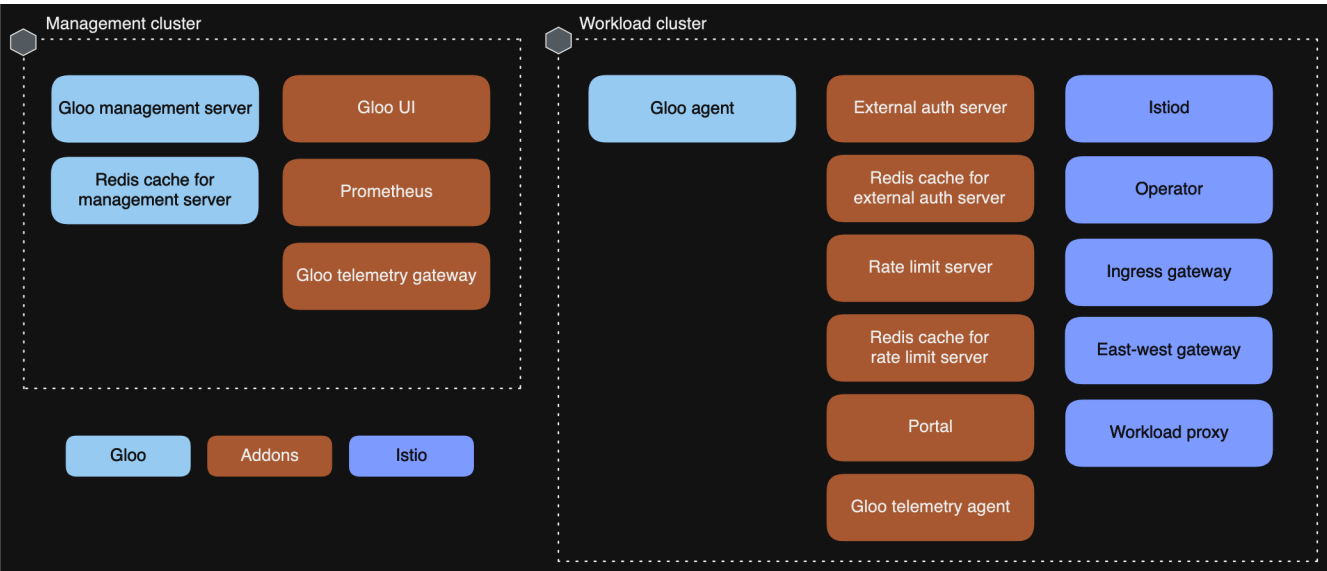 Management cluster
Gloo management server
Redis cache for
management server
Gloo UI
Prometheus
Gloo telemetry gateway
Gloo
Addons
Istio
Workload cluster
Gloo agent
External auth server
Redis cache for
external auth server
Rate limit server
Redis cache for
rate limit server
Portal
Gloo telemetry agent
Istiod
Operator
Ingress gateway
East-west gateway
Workload proxy